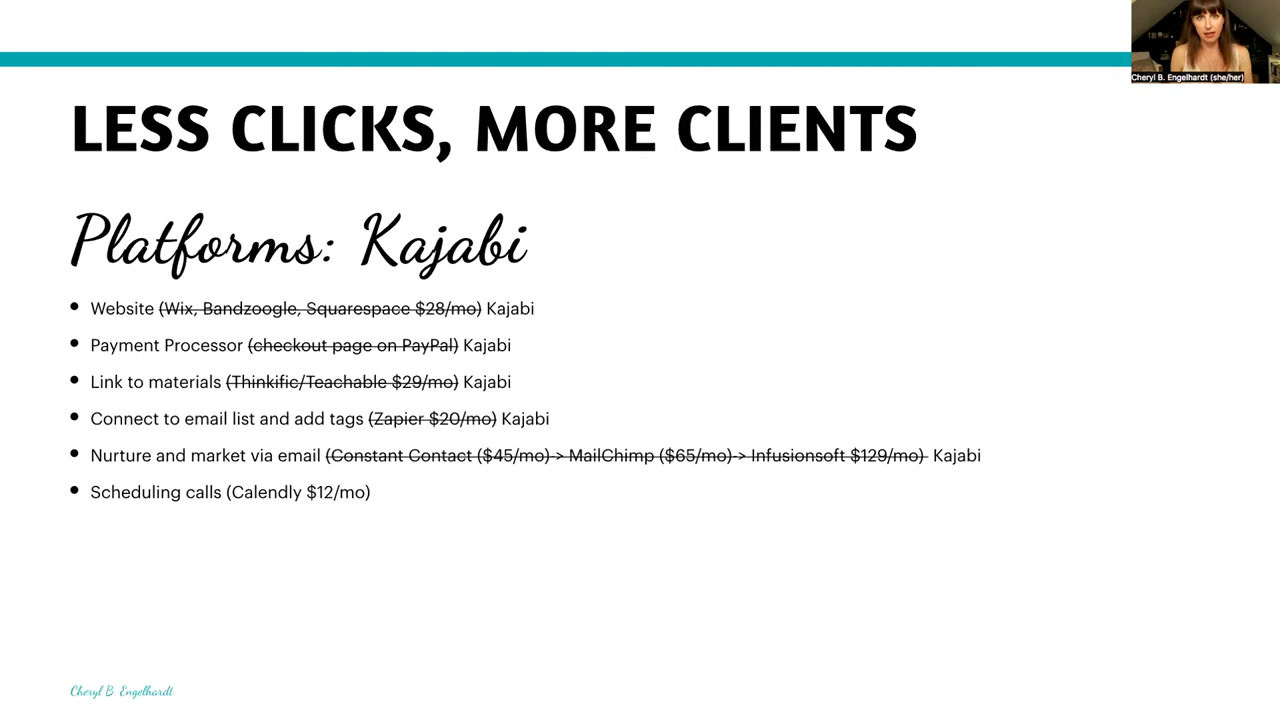 Cheryl B. Engelhardt (she/her)
LESS CLICKS, MORE CLIENTS
Platforms: Kajabi
• Website (Wix, Bandzoogle, Squarespace $28/mo) Kajabi
• Payment Processor (checkout page on PayPal) Kajabi
• Link to materials (Thinkific/Teachable $29/mo) Kajabi
• Connect to email list and add tags (Zapier $20/mo) Kajabi
• Nurture and market via email (Constant Contact ($45/mo)-> MailChimp ($65/mo)-> Infusionsoft $129/mo) Kajabi
• Scheduling calls (Calendly $12/mo)
Cheryl B. Engelhardt